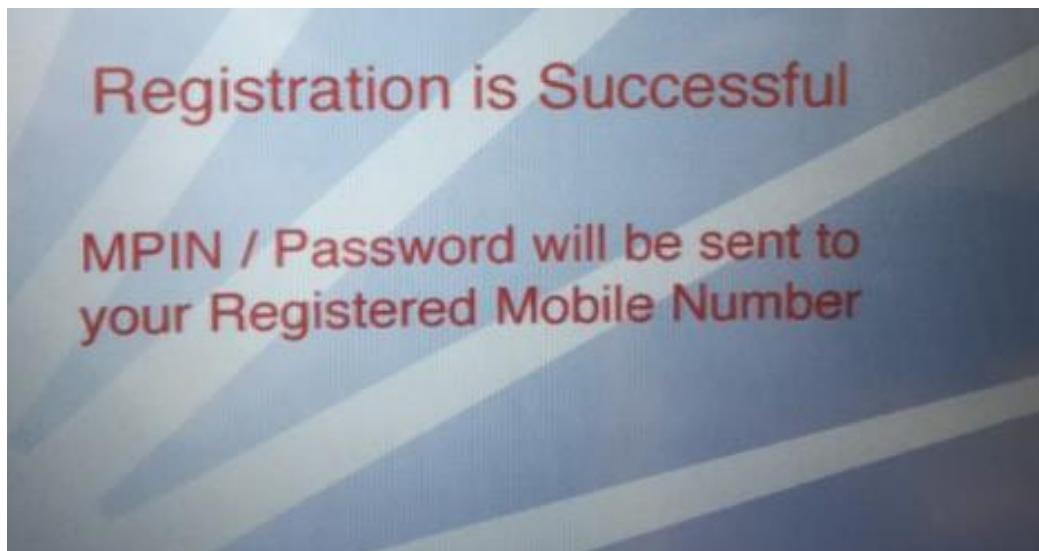 Registration is Successful
MPIN / Password will be sent to
your Registered Mobile Number